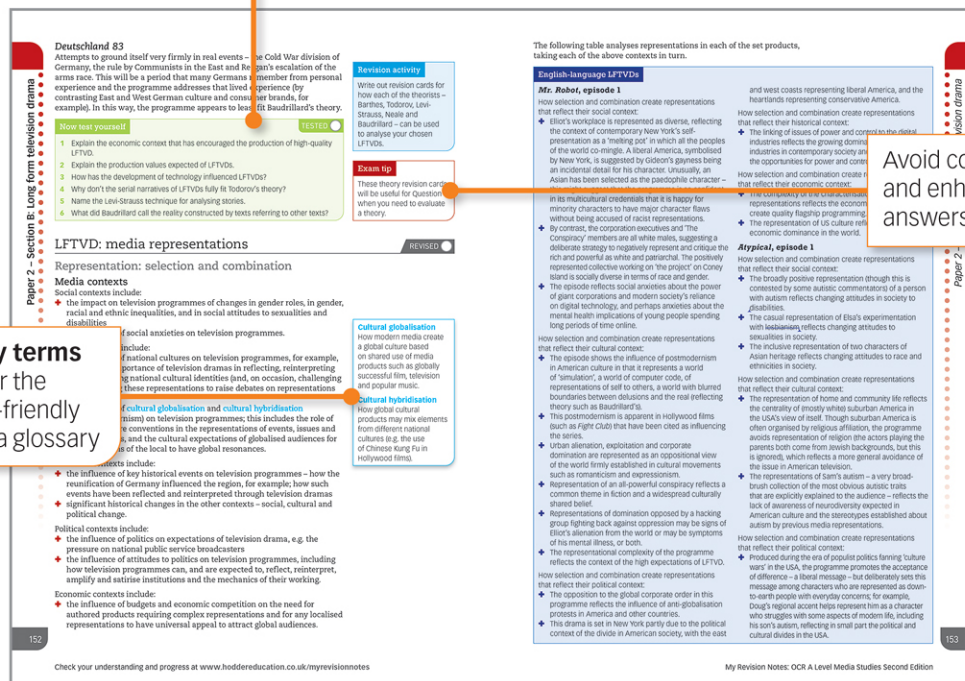 Deutschland 83
Attempts to ground itself very firmly in real events – the Cold War division of
Germany, the rule by Communists in the East and Reagan's escalation of the
arms race. This will be a period that many Germans remember from personal
experience and the programme addresses that lived experience (by
contrasting East and West German culture and consumer brands, for
example). In this way, the programme appears to least fit Baudrillard's theory.
Now test yourself
TESTED
1 Explain the economic context that has encouraged the production of high-quality
LFTVD.
2 Explain the production values expected of LFTVDs.
3 How has the development of technology influenced LFTVDs?
4 Why don't the serial narratives of LFTVDs fully fit Todorov's theory?
5 Name the Levi-Strauss technique for analysing stories.
6 What did Baudrillard call the reality constructed by texts referring to other texts?
Revision activity
Write out revision cards for
how each of the theorists –
Barthes, Todorov, Levi-
Strauss, Neale and
Baudrillard – can be used
to analyse your chosen
LFTVDs.
Exam tip
These theory revision cards
will be useful for Question
when you need to evaluate
a theory.
LFTVD: media representations
REVISED
Representation: selection and combination
Media contexts
Social contexts include:
+ the impact on television programmes of changes in gender roles, in gender,
racial and ethnic inequalities, and in social attitudes to sexualities and
disabilities
of social anxieties on television programmes.
include:
of national cultures on television programmes, for example,
portance of television dramas in reflecting, reinterpreting
ng national cultural identities (and, on occasion, challenging
these representations to raise debates on representations
of cultural globalisation and cultural hybridisation
rnism) on television programmes; this includes the role of
re conventions in the representations of events, issues and
s, and the cultural expectations of globalised audiences for
s of the local to have global resonances.
texts include:
+ the influence of key historical events on television programmes – how the
reunification of Germany influenced the region, for example; how such
events have been reflected and reinterpreted through television dramas
+ significant historical changes in the other contexts – social, cultural and
political change.
Political contexts include:
+ the influence of politics on expectations of television drama, e.g. the
pressure on national public service broadcasters
+ the influence of attitudes to politics on television programmes, including
how television programmes can, and are expected to, reflect, reinterpret,
amplify and satirise institutions and the mechanics of their working.
Economic contexts include:
+ the influence of budgets and economic competition on the need for
authored products requiring complex representations and for any localised
representations to have universal appeal to attract global audiences.
Cultural globalisation
How modern media create
a global culture based
on shared use of media
products such as globally
successful film, television
and popular music.
Cultural hybridisation
How global cultural
products may mix elements
from different national
cultures (e.g. the use
of Chinese Kung Fu in
Hollywood films).
y terms
r the
-friendly
a glossary
Paper 2 – Section B: Long form television drama
152
Check your understanding and progress at www.hoddereducation.co.uk/myrevisionnotes
The following table analyses representations in each of the set products,
taking each of the above contexts in turn.
English-language LFTVDs
Mr. Robot, episode 1
How selection and combination create representations
that reflect their social context:
+ Elliot's workplace is represented as diverse, reflecting
the context of contemporary New York's self-
presentation as a 'melting pot' in which all the peoples
of the world co-mingle. A liberal America, symbolised
by New York, is suggested by Gideon's gayness being
an incidental detail for his character. Unusually, an
Asian has been selected as the paedophile character –
in its multicultural credentials that it is happy for
minority characters to have major character flaws
without being accused of racist representations.
+ By contrast, the corporation executives and 'The
Conspiracy' members are all white males, suggesting a
deliberate strategy to negatively represent and critique the
rich and powerful as white and patriarchal. The positively
represented collective working on 'the project' on Coney
Island is socially diverse in terms of race and gender.
+ The episode reflects social anxieties about the power
of giant corporations and modern society's reliance
on digital technology, and perhaps anxieties about the
mental health implications of young people spending
long periods of time online.
How selection and combination create representations
that reflect their cultural context:
+ The episode shows the influence of postmodernism
in American culture in that it represents a world
of 'simulation', a world of computer code, of
representations of self to others, a world with blurred
boundaries between delusions and the real (reflecting
theory such as Baudrillard's).
+ This postmodernism is apparent in Hollywood films
(such as Fight Club) that have been cited as influencing
the series.
+ Urban alienation, exploitation and corporate
domination are represented as an oppositional view
of the world firmly established in cultural movements
such as romanticism and expressionism.
+ Representation of an all-powerful conspiracy reflects a
common theme in fiction and a widespread culturally
shared belief.
+ Representations of domination opposed by a hacking
group fighting back against oppression may be signs of
Elliot's alienation from the world or may be symptoms
of his mental illness, or both.
+ The representational complexity of the programme
reflects the context of the high expectations of LFTVD.
How selection and combination create representations
that reflect their political context:
+ The opposition to the global corporate order in this
programme reflects the influence of anti-globalisation
protests in America and other countries.
+ This drama is set in New York partly due to the political
context of the divide in American society, with the east
and west coasts representing liberal America, and the
heartlands representing conservative America.
How selection and combination create representations
that reflect their historical context:
+ The linking of issues of power and control to the digital
industries reflects the growing domina
industries in contemporary society an
the opportunities for power and contr
How selection and combination create r
that reflect their economic context:
+ The complexity of the characterisation
representations reflects the econom
create quality flagship programming.
+ The representation of US culture refl
economic dominance in the world.
Atypical, episode 1
How selection and combination create representations
that reflect their social context:
+ The broadly positive representation (though this is
contested by some autistic commentators) of a person
with autism reflects changing attitudes in society to
disabilities.
+ The casual representation of Elsa's experimentation
with lesbianism reflects changing attitudes to
sexualities in society.
+ The inclusive representation of two characters of
Asian heritage reflects changing attitudes to race and
ethnicities in society.
How selection and combination create representations
that reflect their cultural context:
+ The representation of home and community life reflects
the centrality of (mostly white) suburban America in
the USA's view of itself. Though suburban America is
often organised by religious affiliation, the programme
avoids representation of religion (the actors playing the
parents both come from Jewish backgrounds, but this
is ignored), which reflects a more general avoidance of
the issue in American television.
+ The representations of Sam's autism – a very broad-
brush collection of the most obvious autistic traits
that are explicitly explained to the audience – reflects the
lack of awareness of neurodiversity expected in
American culture and the stereotypes established about
autism by previous media representations.
How selection and combination create representations
that reflect their political context:
+ Produced during the era of populist politics fanning 'culture
wars' in the USA, the programme promotes the acceptance
of difference – a liberal message – but deliberately sets this
message among characters who are represented as down-
to-earth people with everyday concerns; for example,
Doug's regional accent helps represent him as a character
who struggles with some aspects of modern life, including
his son's autism, reflecting in small part the political and
cultural divides in the USA.
Avoid co
and enh
answers
vision drama
Paper 2 –
153
My Revision Notes: OCR A Level Media Studies Second Edition